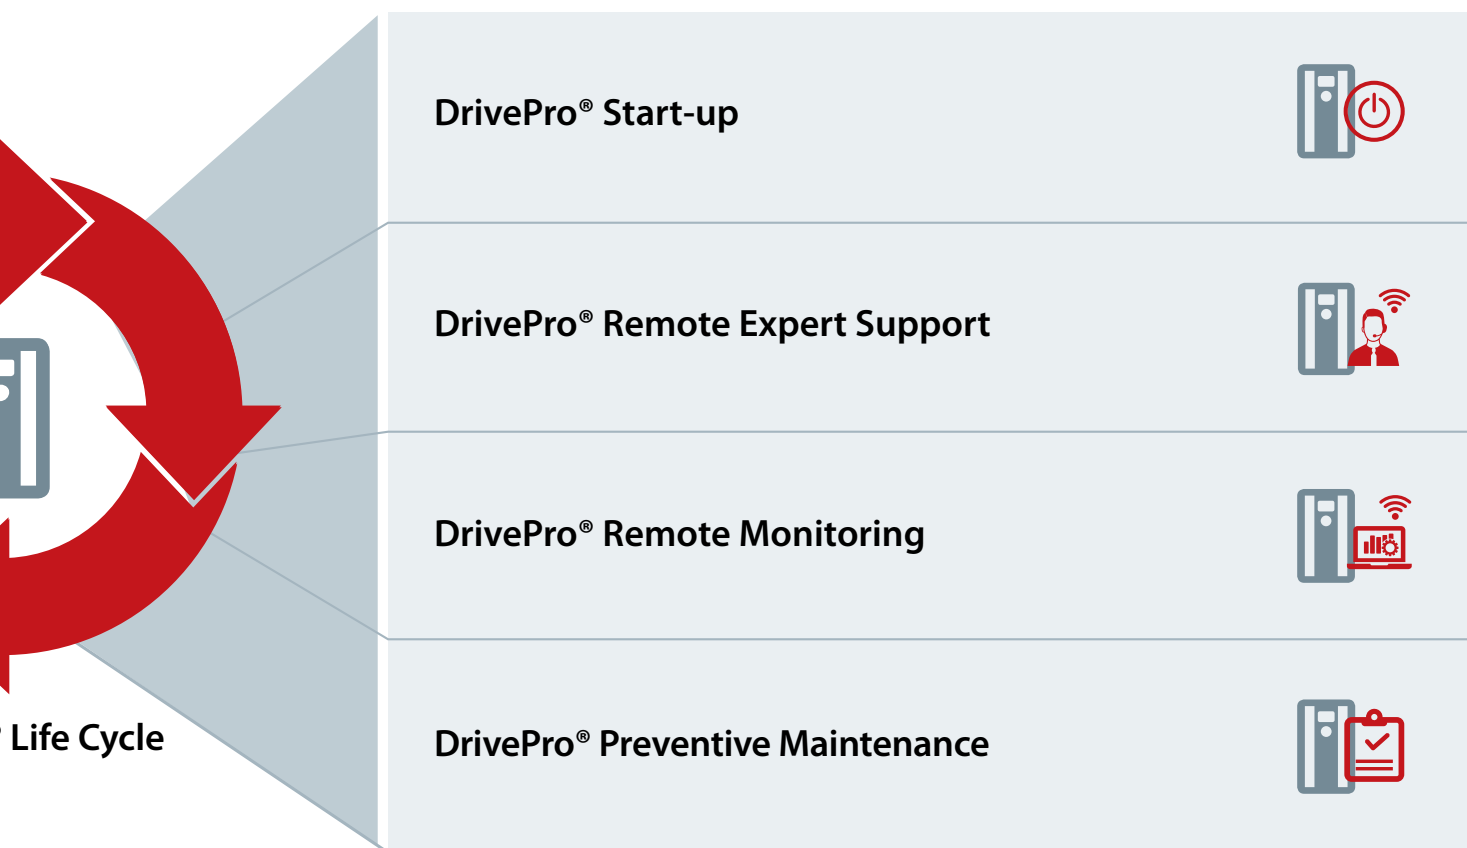 DrivePro® Start-up
DrivePro® Remote Expert Support
DrivePro® Remote Monitoring
DrivePro® Preventive Maintenance
® Life Cycle